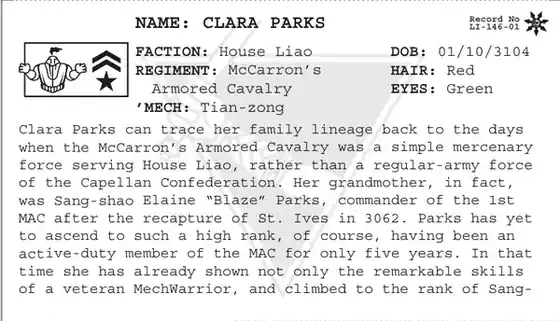 NAME: CLARA PARKS
Record No
LI-146-01
FACTION: House Liao
DOB: 01/10/3104
REGIMENT: McCarron’s
HAIR: Red
Armored Cavalry
EYES: Green
’MECH: Tian-zong
Clara Parks can trace her family lineage back to the days
when the McCarron’s Armored Cavalry was a simple mercenary
force serving House Liao, rather than a regular-army force
of the Capellan Confederation. Her grandmother, in fact,
was Sang-shao Elaine “Blaze” Parks, commander of the 1st
MAC after the recapture of St. Ives in 3062. Parks has yet
to ascend to such a high rank, of course, having been an
active-duty member of the MAC for only five years. In that
time she has already shown not only the remarkable skills
of a veteran MechWarrior, and climbed to the rank of Sang-